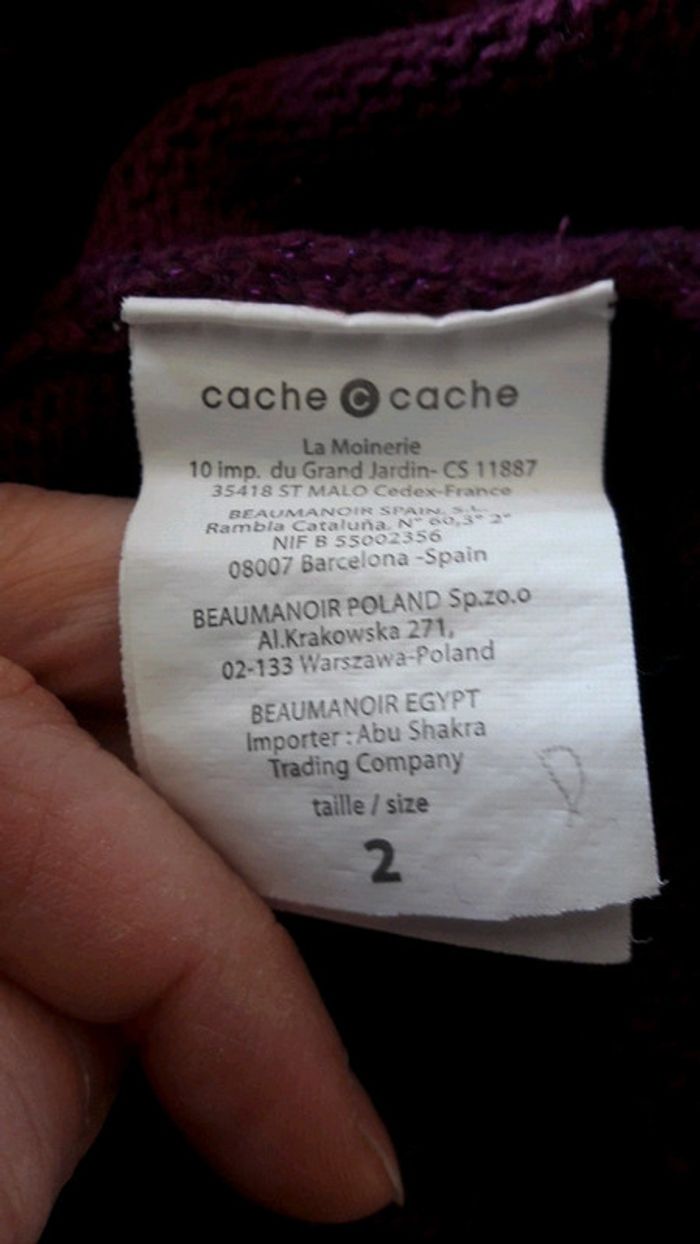 cache c cache
La Moinerie
10 imp. du Grand Jardin- CS 11887
35418 ST MALO Cedex-France
BEAUMANOIR SPAIN, S.L.
Rambla Cataluña, N° 60,3° 2°
NIF B 55002356
08007 Barcelona -Spain
BEAUMANOIR POLAND Sp.zo.o
Al.Krakowska 271,
02-133 Warszawa-Poland
BEAUMANOIR EGYPT
Importer : Abu Shakra
Trading Company
taille / size
2